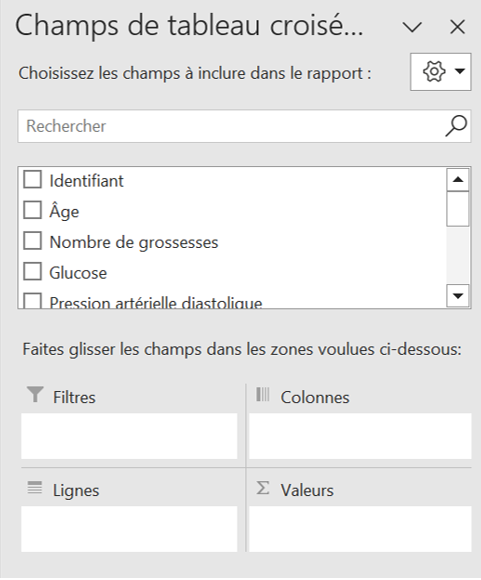 Champs de tableau croisé...
Choisissez les champs à inclure dans le rapport :
Rechercher
Identifiant
Âge
Nombre de grossesses
Glucose
Pression artérielle diastolique
Faites glisser les champs dans les zones voulues ci-dessous:
Filtres
Colonnes
Lignes
Σ Valeurs